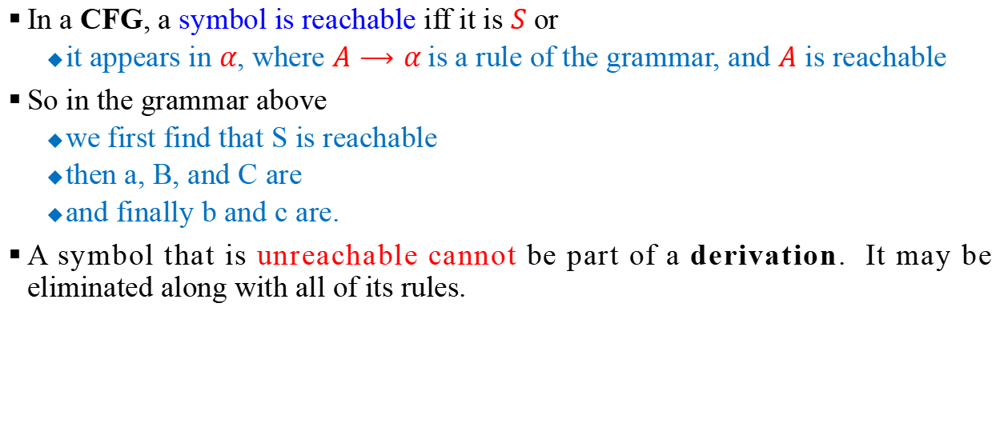 ▪ In a CFG, a symbol is reachable iff it is S or
◆ it appears in α, where A ⟶ α is a rule of the grammar, and A is reachable
▪ So in the grammar above
◆ we first find that S is reachable
◆ then a, B, and C are
◆ and finally b and c are.
▪ A symbol that is unreachable cannot be part of a derivation. It may be
eliminated along with all of its rules.